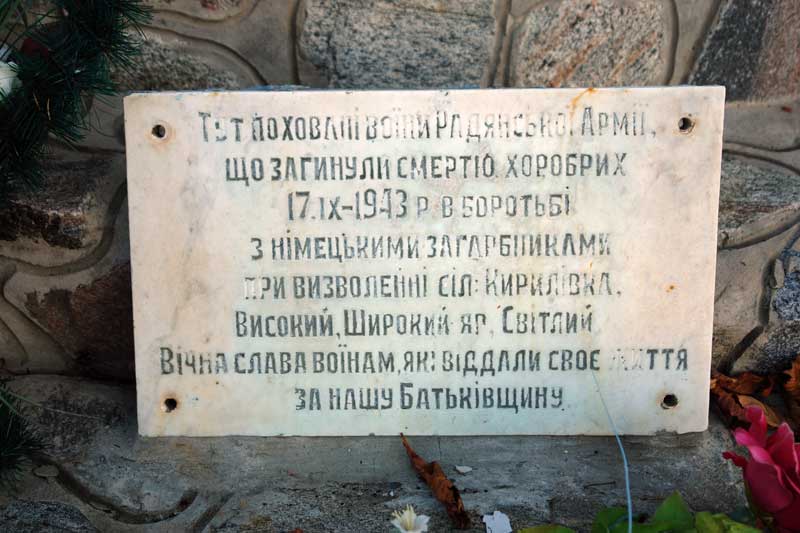 Тут поховані воїни Радянської Армії,
що загинули смертю хоробрих
17.IX-1943 р. в боротьбі
з німецькими загарбниками
при визволенні сіл: Кирилівка,
Високий, Широкий яр, Світлий
Вічна слава воїнам, які віддали своє життя
за нашу Батьківщину.